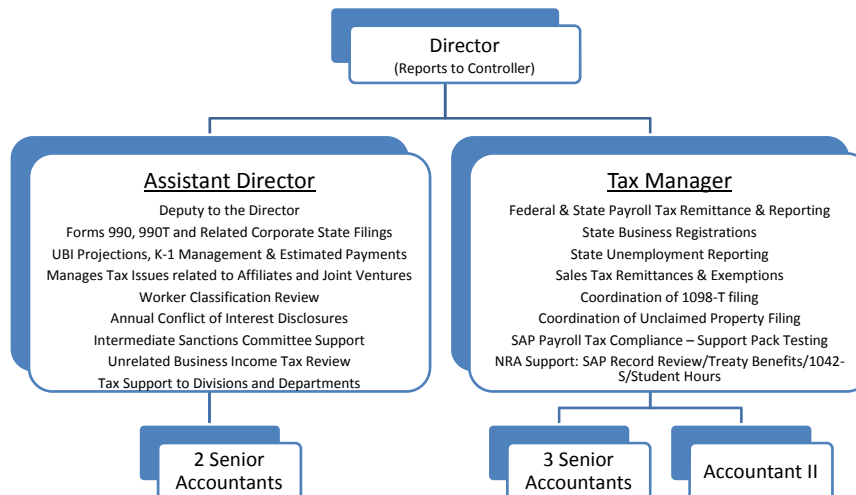 Director
(Reports to Controller)
Assistant Director
Deputy to the Director
Forms 990, 990T and Related Corporate State Filings
UBI Projections, K-1 Management & Estimated Payments
Manages Tax Issues related to Affiliates and Joint Ventures
Worker Classification Review
Annual Conflict of Interest Disclosures
Intermediate Sanctions Committee Support
Unrelated Business Income Tax Review
Tax Support to Divisions and Departments
Tax Manager
Federal & State Payroll Tax Remittance & Reporting
State Business Registrations
State Unemployment Reporting
Sales Tax Remittances & Exemptions
Coordination of 1098-T filing
Coordination of Unclaimed Property Filing
SAP Payroll Tax Compliance – Support Pack Testing
NRA Support: SAP Record Review/Treaty Benefits/1042-
S/Student Hours
2 Senior
Accountants
3 Senior
Accountants
Accountant II